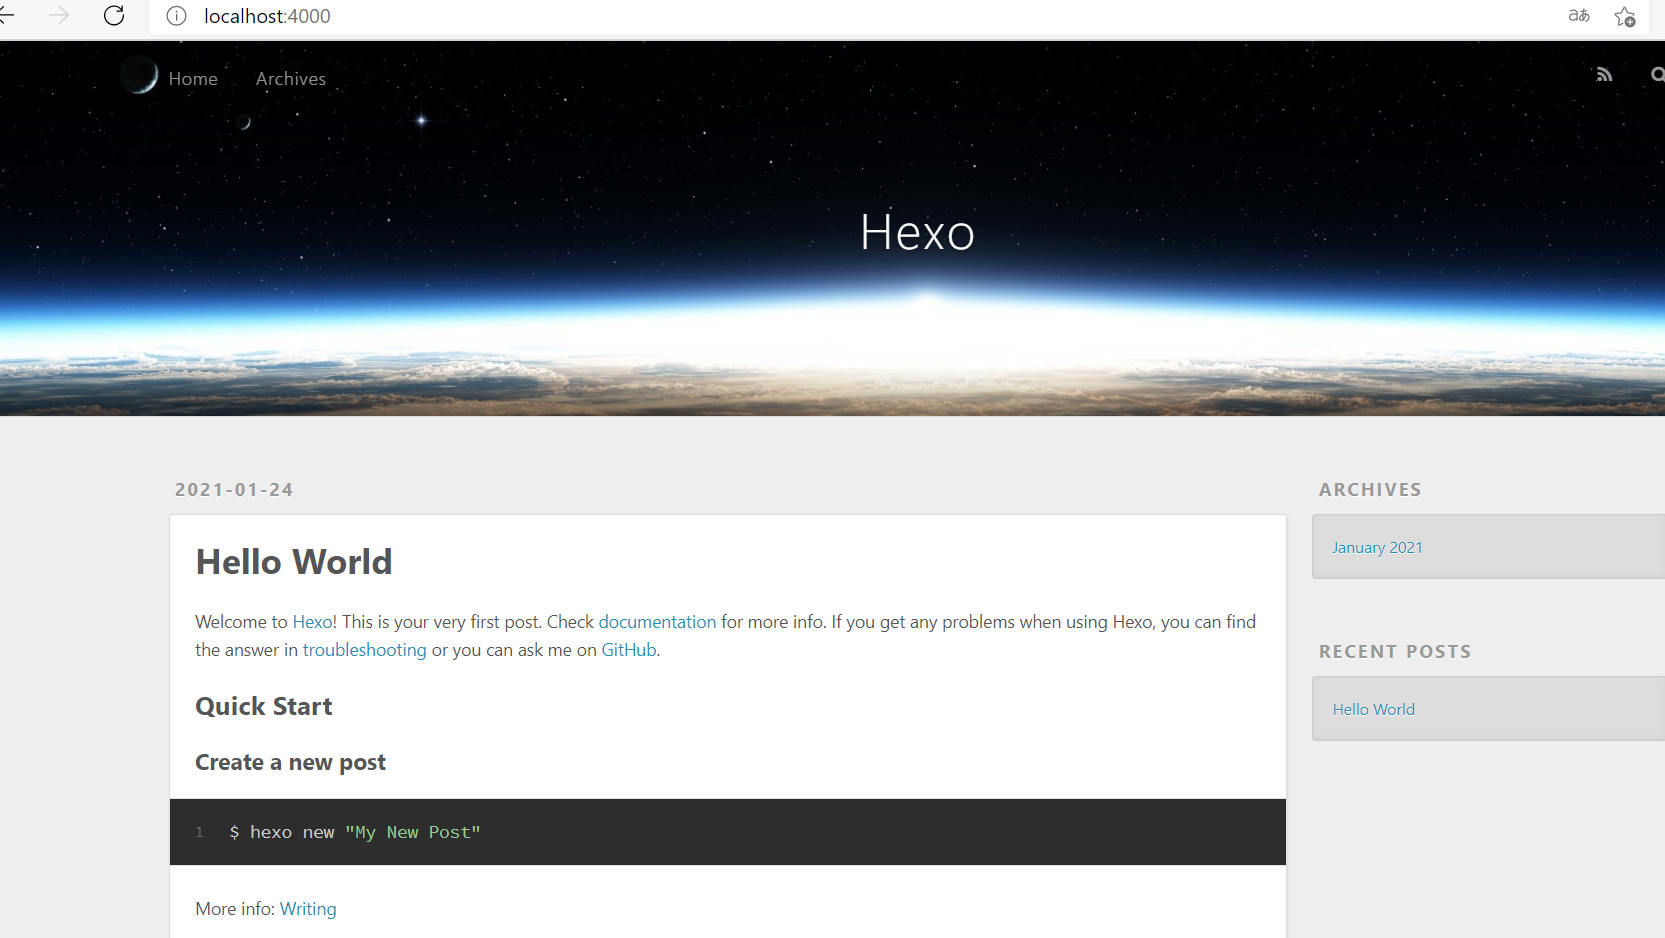 localhost:4000
aあ
Home Archives
Hexo
2021-01-24
Hello World
Welcome to Hexo! This is your very first post. Check documentation for more info. If you get any problems when using Hexo, you can find
the answer in troubleshooting or you can ask me on GitHub.
Quick Start
Create a new post
1 $ hexo new "My New Post"
More info: Writing
ARCHIVES
January 2021
RECENT POSTS
Hello World